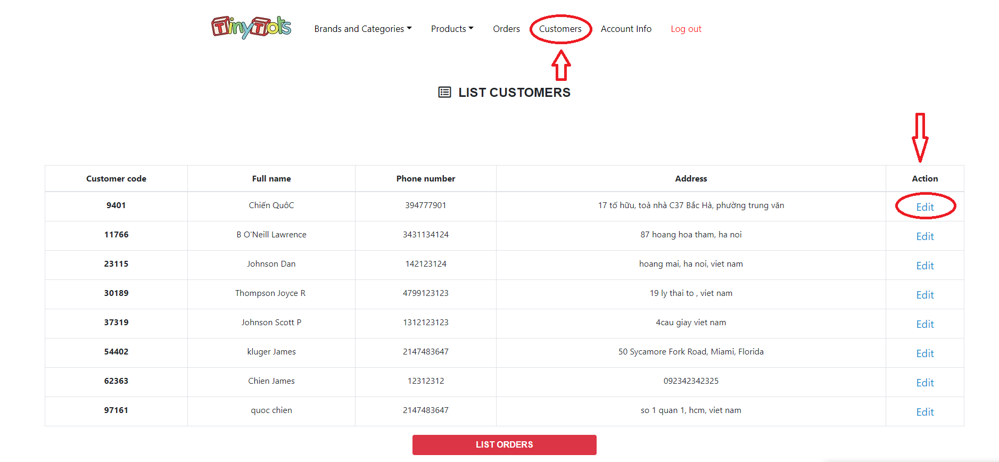 TinyTots Brands and Categories Products Orders Customers Account Info Log out
LIST CUSTOMERS
Customer code Full name Phone number Address Action
9401 Chiến QuôC 394777901 17 tố hữu, toà nhà C37 Bắc Hà, phường trung văn Edit
11766 B O'Neill Lawrence 3431134124 87 hoang hoa tham, ha noi Edit
23115 Johnson Dan 142123124 hoang mai, ha noi, viet nam Edit
30189 Thompson Joyce R 4799123123 19 ly thai to , viet nam Edit
37319 Johnson Scott P 1312123123 4cau giay viet nam Edit
54402 kluger James 2147483647 50 Sycamore Fork Road, Miami, Florida Edit
62363 Chien James 12312312 092342342325 Edit
97161 quoc chien 2147483647 so 1 quan 1, hcm, viet nam Edit
LIST ORDERS